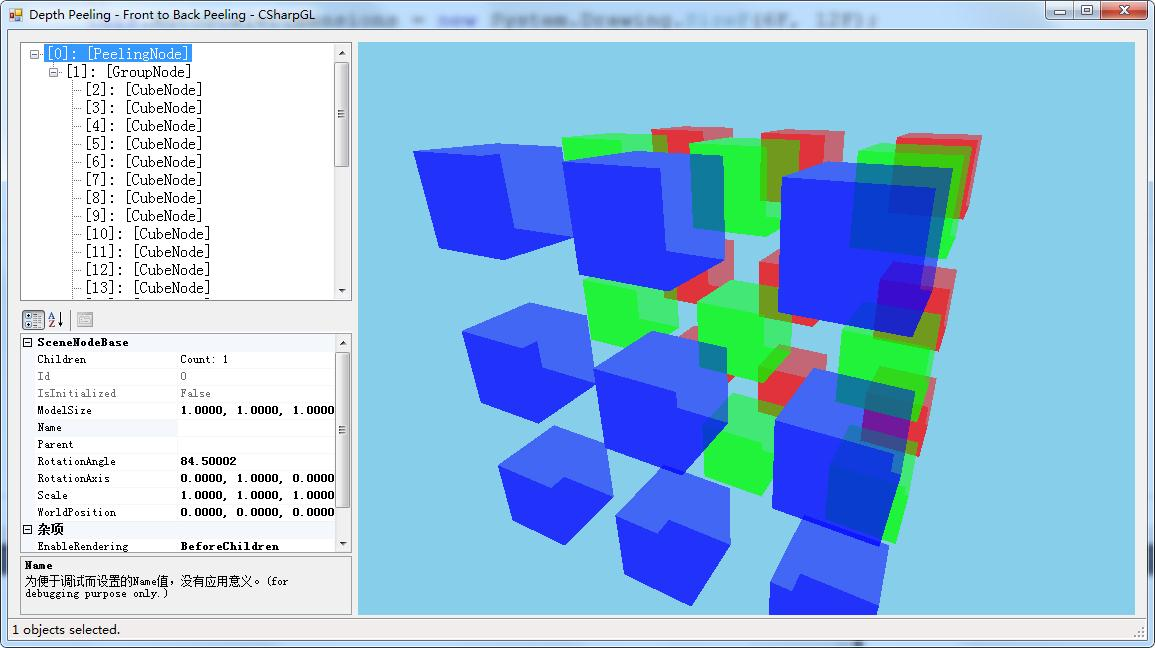 Depth Peeling - Front to Back Peeling - CSharpGL
[0]: [PeelingNode]
[1]: [GroupNode]
[2]: [CubeNode]
[3]: [CubeNode]
[4]: [CubeNode]
[5]: [CubeNode]
[6]: [CubeNode]
[7]: [CubeNode]
[8]: [CubeNode]
[9]: [CubeNode]
[10]: [CubeNode]
[11]: [CubeNode]
[12]: [CubeNode]
[13]: [CubeNode]
SceneNodeBase
Children Count: 1
Id 0
IsInitialized False
ModelSize 1.0000, 1.0000, 1.0000
Name
Parent
RotationAngle 84.50002
RotationAxis 0.0000, 1.0000, 0.0000
Scale 1.0000, 1.0000, 1.0000
WorldPosition 0.0000, 0.0000, 0.0000
杂项
EnableRendering BeforeChildren
Name
为便于调试而设置的Name值，没有应用意义。(for
debugging purpose only.)
1 objects selected.